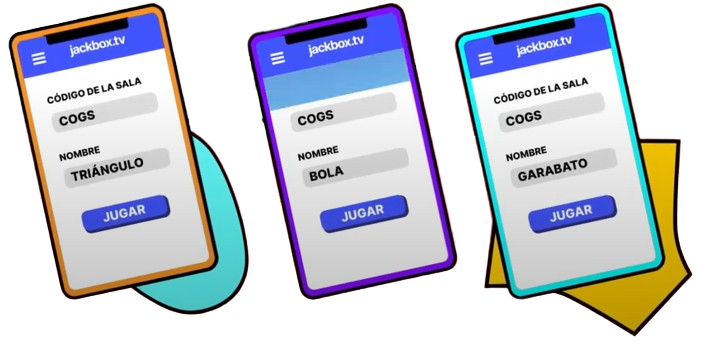 jackbox.tv
CÓDIGO DE LA SALA
COGS
NOMBRE
TRIÁNGULO
JUGAR
jackbox.tv
COGS
NOMBRE
BOLA
JUGAR
jackbox.tv
CÓDIGO DE LA SALA
COGS
NOMBRE
GARABATO
JUGAR